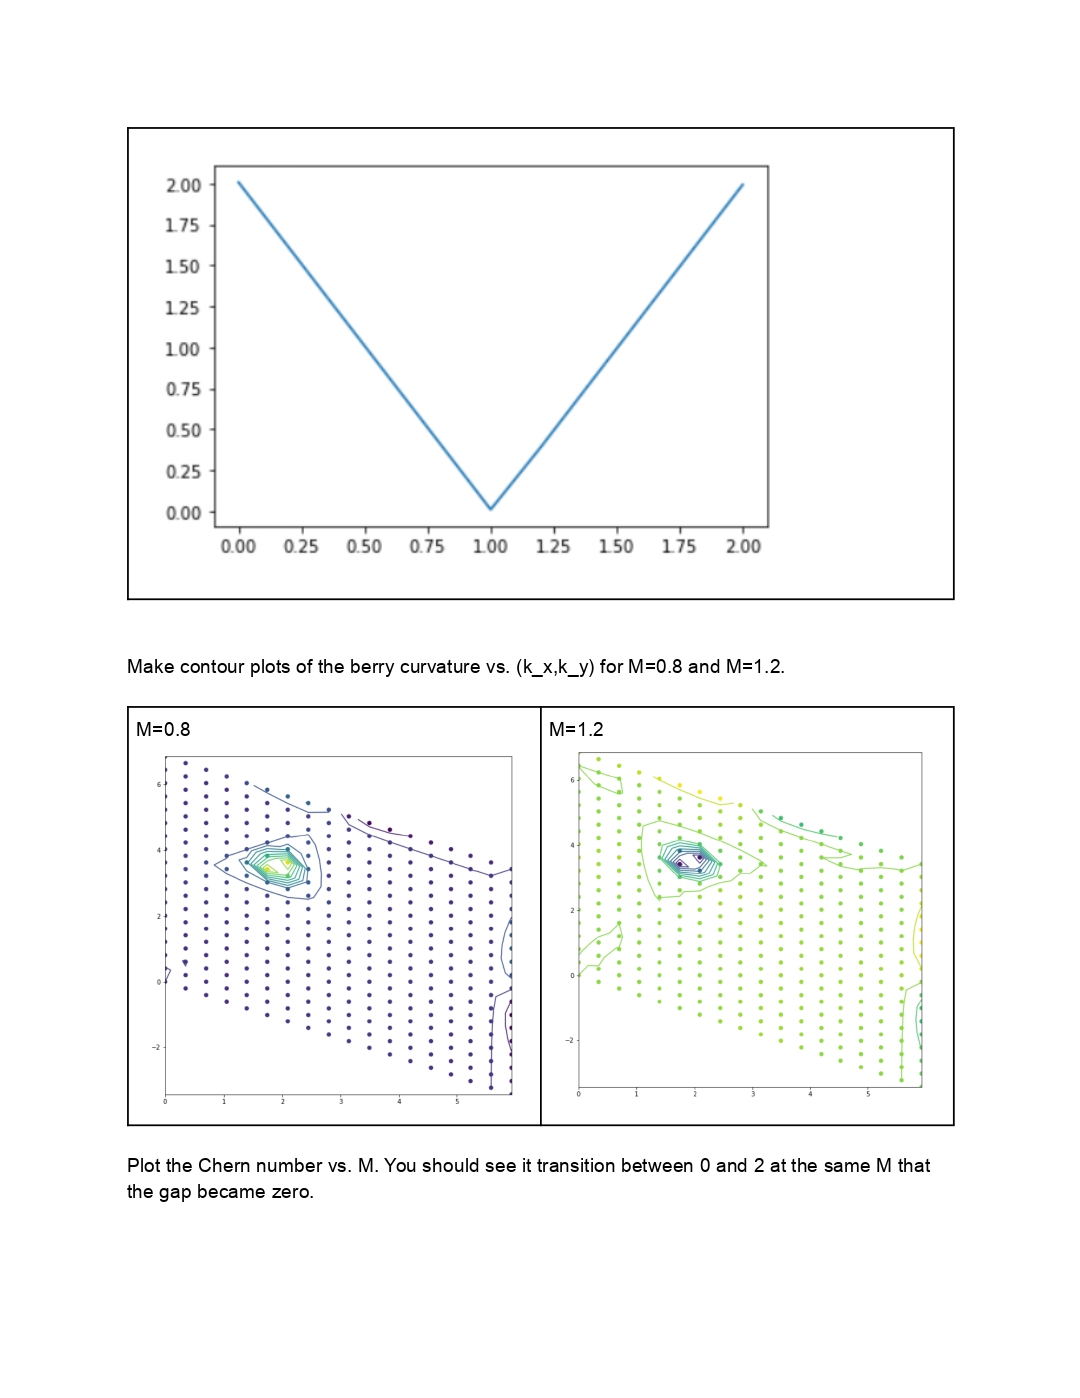 2.00
1.75
1.50
1.25
1.00
0.75
0.50
0.25
0.00
0.00 0.25 0.50 0.75 1.00 1.25 1.50 1.75 2.00
Make contour plots of the berry curvature vs. (k_x,k_y) for M=0.8 and M=1.2.
M=0.8
6
4
2
0
−2
0 1 2 3 4 5
M=1.2
6
4
2
0
−2
0 1 2 3 4 5
Plot the Chern number vs. M. You should see it transition between 0 and 2 at the same M that
the gap became zero.